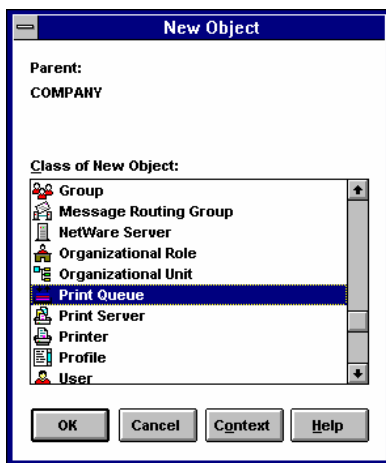 New Object
Parent:
COMPANY
Class of New Object:
Group
Message Routing Group
NetWare Server
Organizational Role
Organizational Unit
Print Queue
Print Server
Printer
Profile
User
OK Cancel Context Help